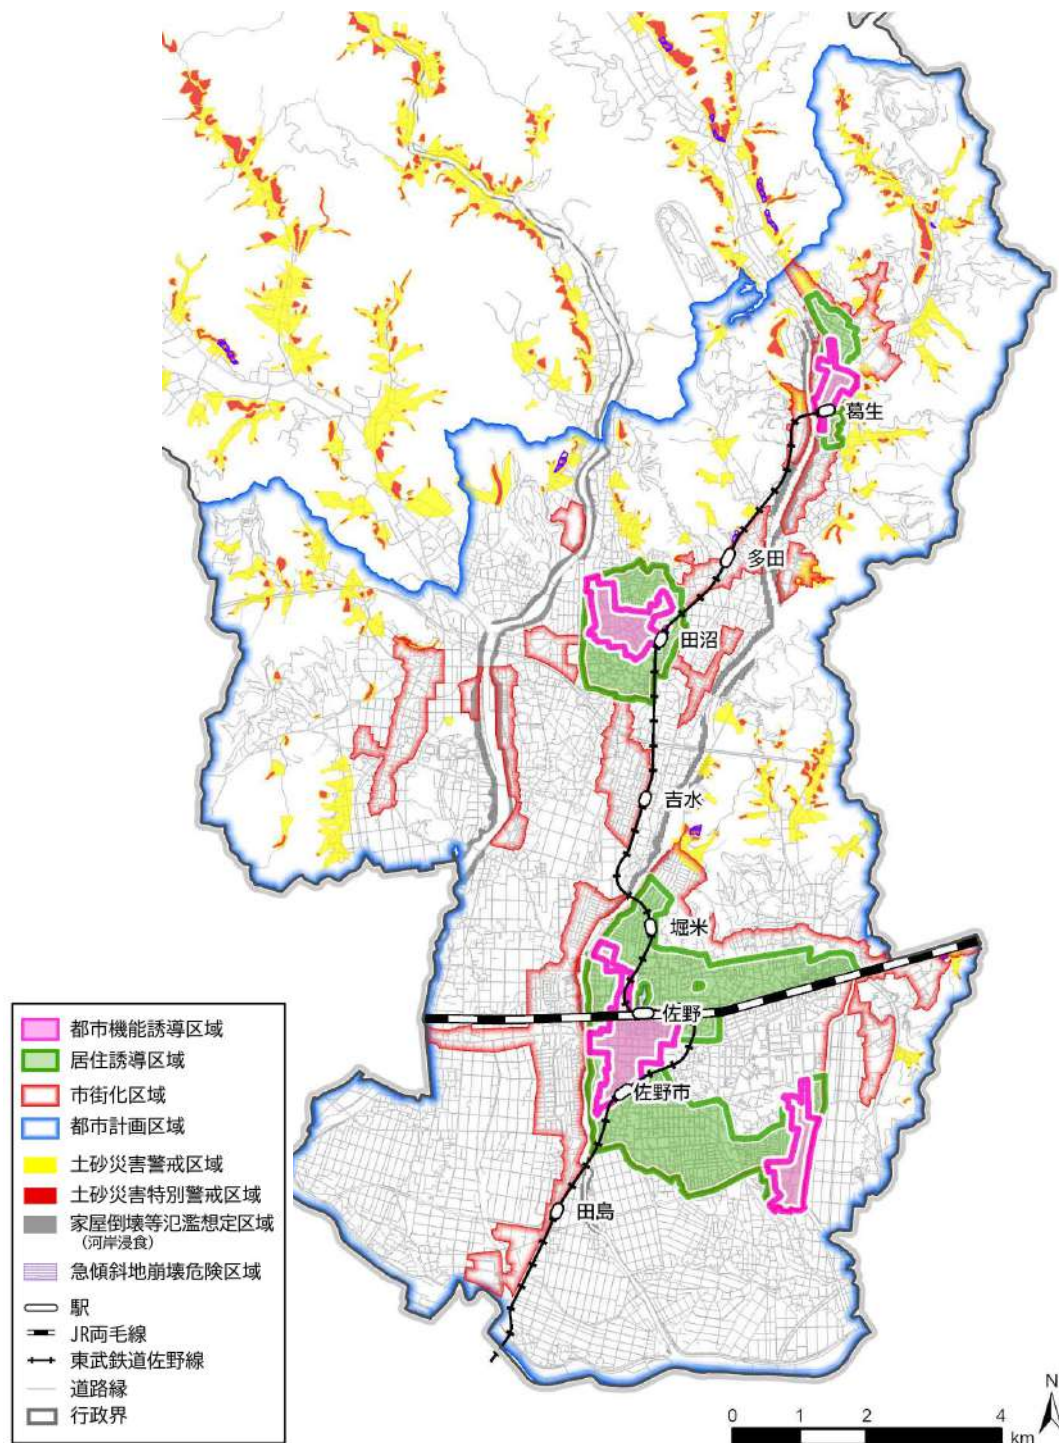 葛生
多田
田沼
吉水
堀米
佐野
佐野市
田島
都市機能誘導区域
居住誘導区域
市街化区域
都市計画区域
土砂災害警戒区域
土砂災害特別警戒区域
家屋倒壊等氾濫想定区域
(河岸浸食)
急傾斜地崩壊危険区域
駅
JR両毛線
東武鉄道佐野線
道路縁
行政界
N
0 1 2 4
km